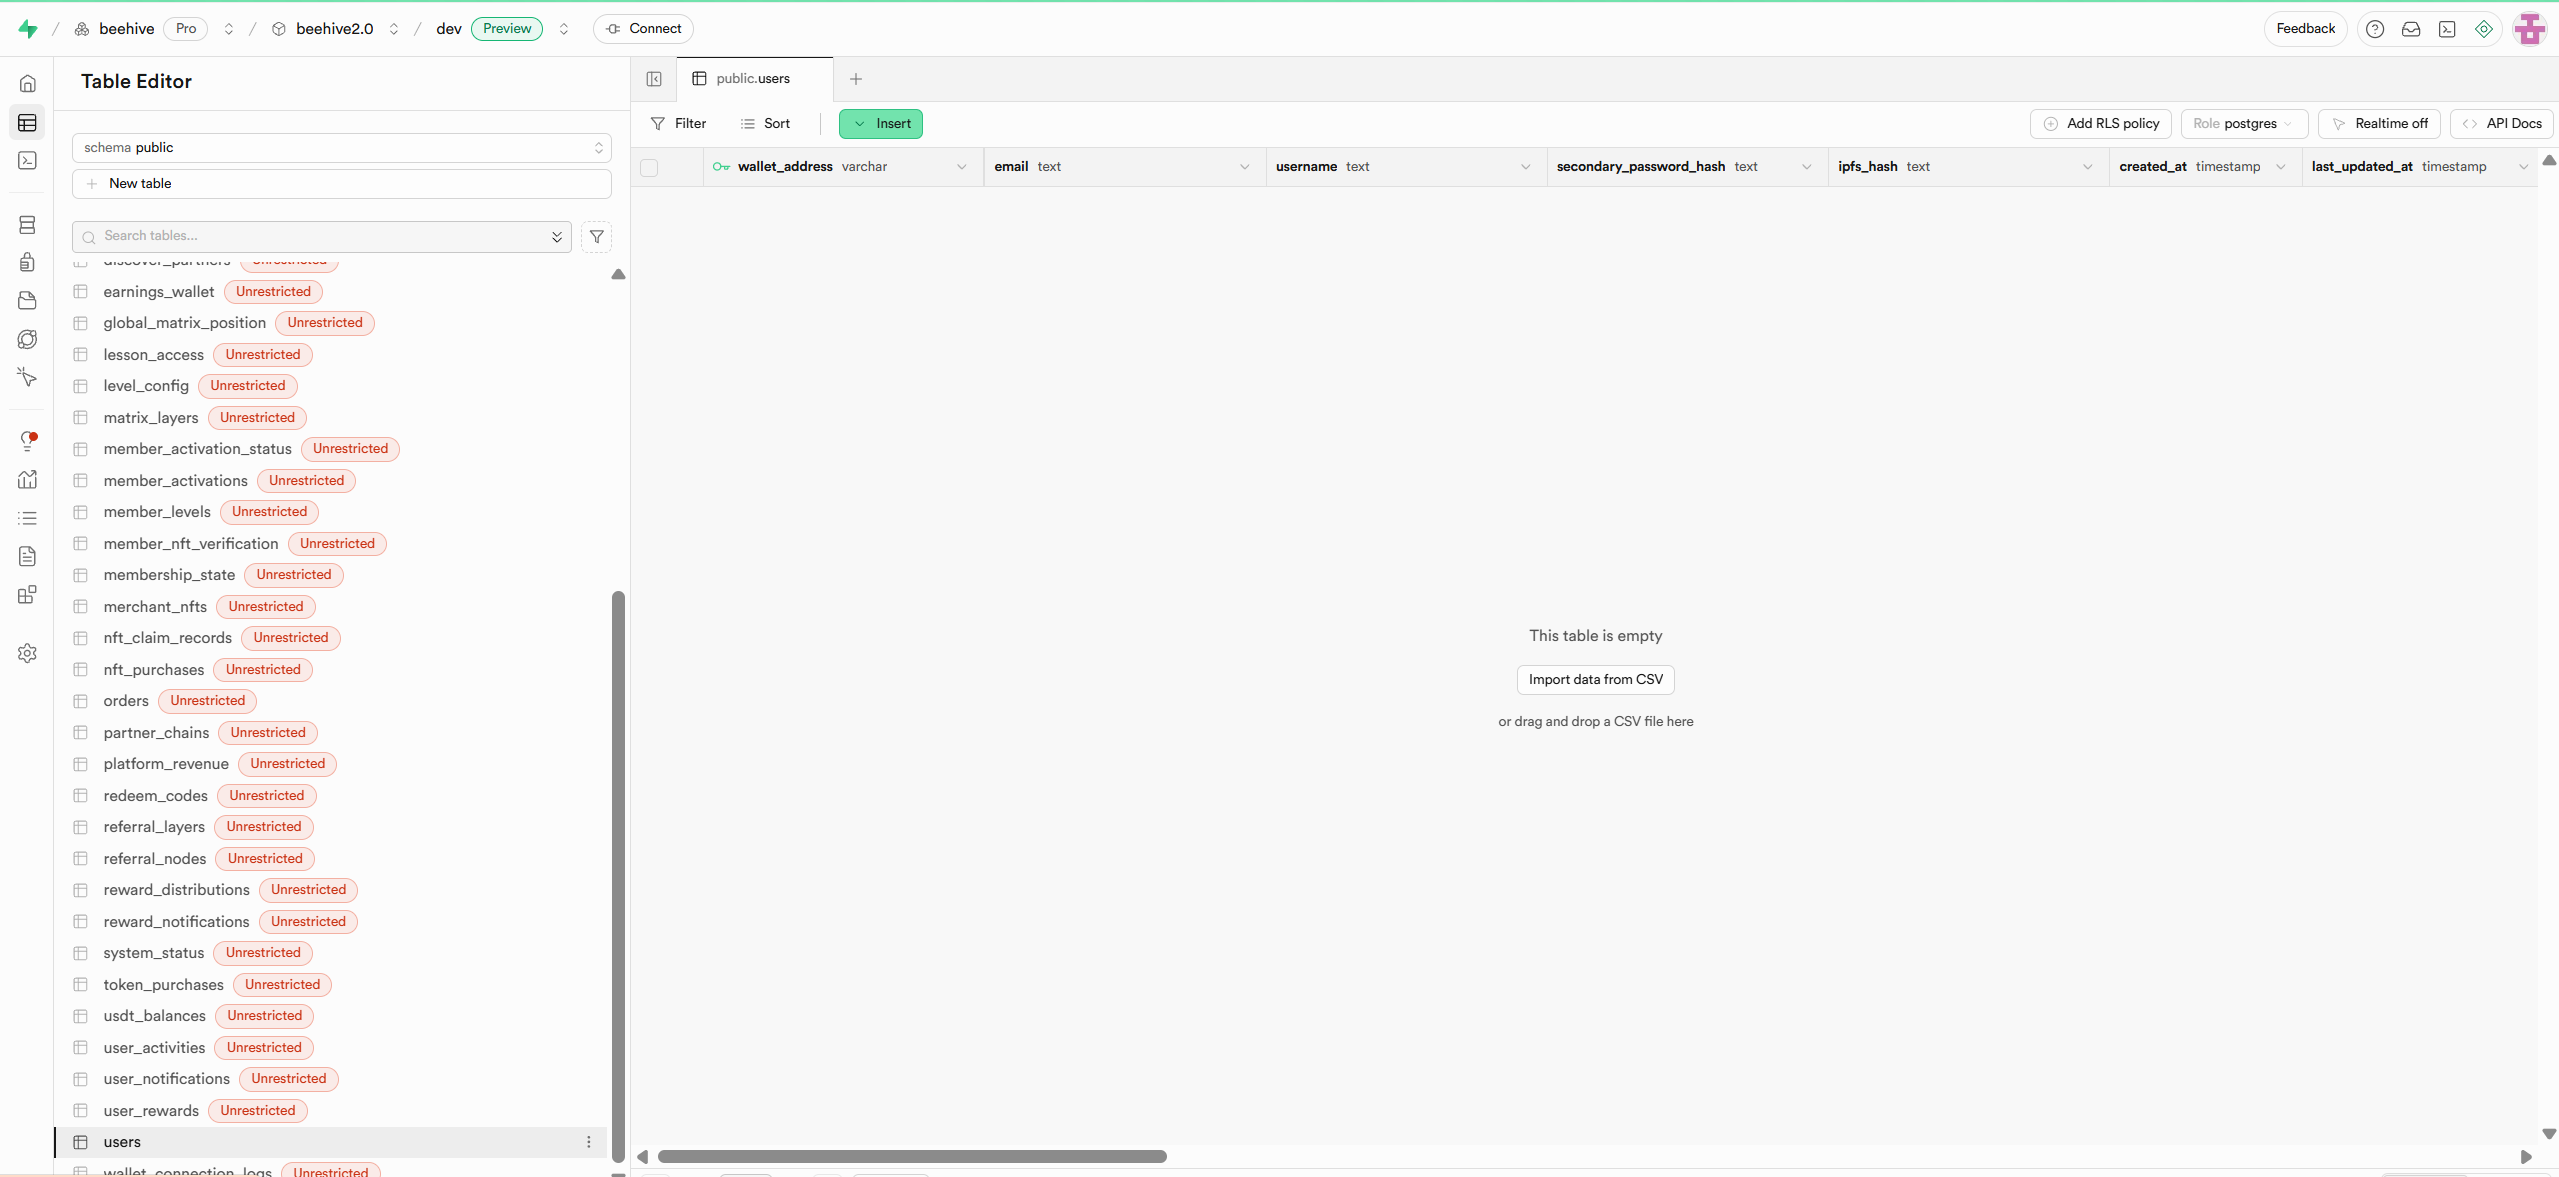 beehive Pro / beehive2.0 / dev Preview Connect Feedback
Table Editor
schema public
New table
Search tables...
discover_partners Unrestricted
earnings_wallet Unrestricted
global_matrix_position Unrestricted
lesson_access Unrestricted
level_config Unrestricted
matrix_layers Unrestricted
member_activation_status Unrestricted
member_activations Unrestricted
member_levels Unrestricted
member_nft_verification Unrestricted
membership_state Unrestricted
merchant_nfts Unrestricted
nft_claim_records Unrestricted
nft_purchases Unrestricted
orders Unrestricted
partner_chains Unrestricted
platform_revenue Unrestricted
redeem_codes Unrestricted
referral_layers Unrestricted
referral_nodes Unrestricted
reward_distributions Unrestricted
reward_notifications Unrestricted
system_status Unrestricted
token_purchases Unrestricted
usdt_balances Unrestricted
user_activities Unrestricted
user_notifications Unrestricted
user_rewards Unrestricted
users
wallet_connection_logs Unrestricted
public.users
Filter Sort Insert Add RLS policy Role postgres Realtime off API Docs
wallet_address varchar email text username text secondary_password_hash text ipfs_hash text created_at timestamp last_updated_at timestamp
This table is empty
Import data from CSV
or drag and drop a CSV file here